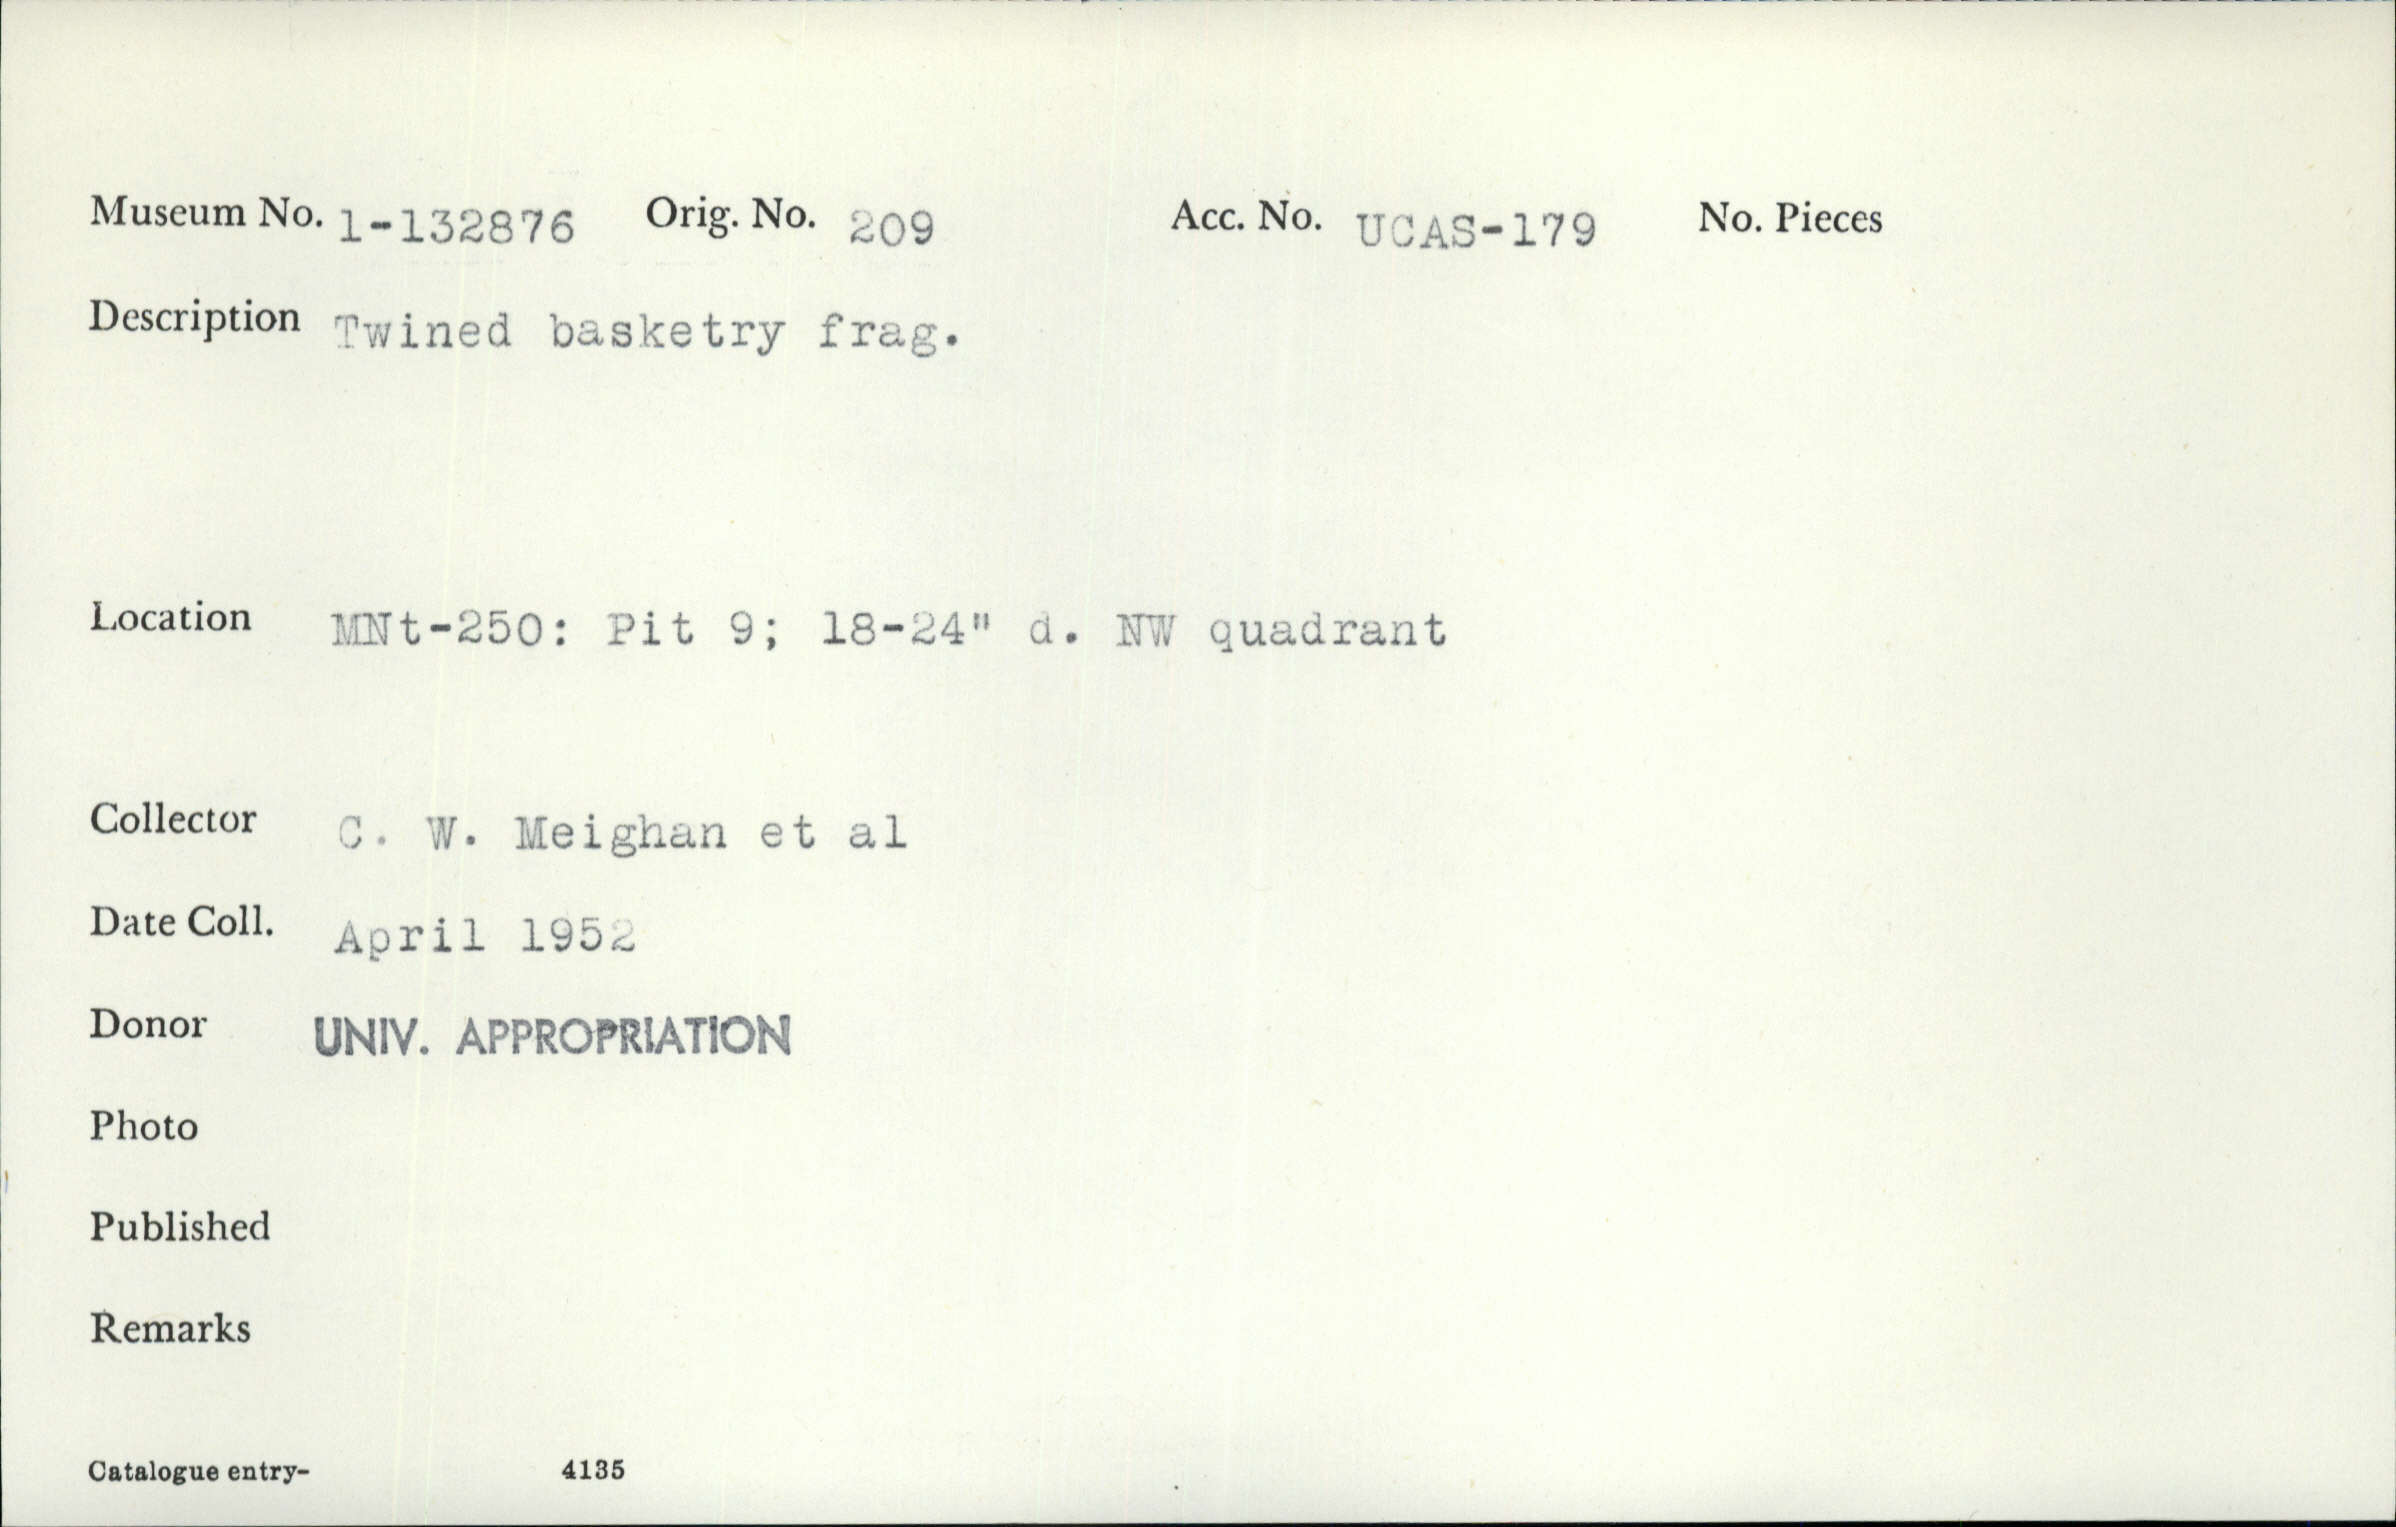 Museum No. 1-132876 Orig. No. 209 Acc. No. UCAS-179 No. Pieces
Description Twined basketry frag.
Location MNt-250: Pit 9; 18-24" d. NW quadrant
Collector C. W. Meighan et al
Date Coll. April 1952
Donor UNIV. APPROPRIATION
Photo
Published
Remarks
Catalogue entry- 4135